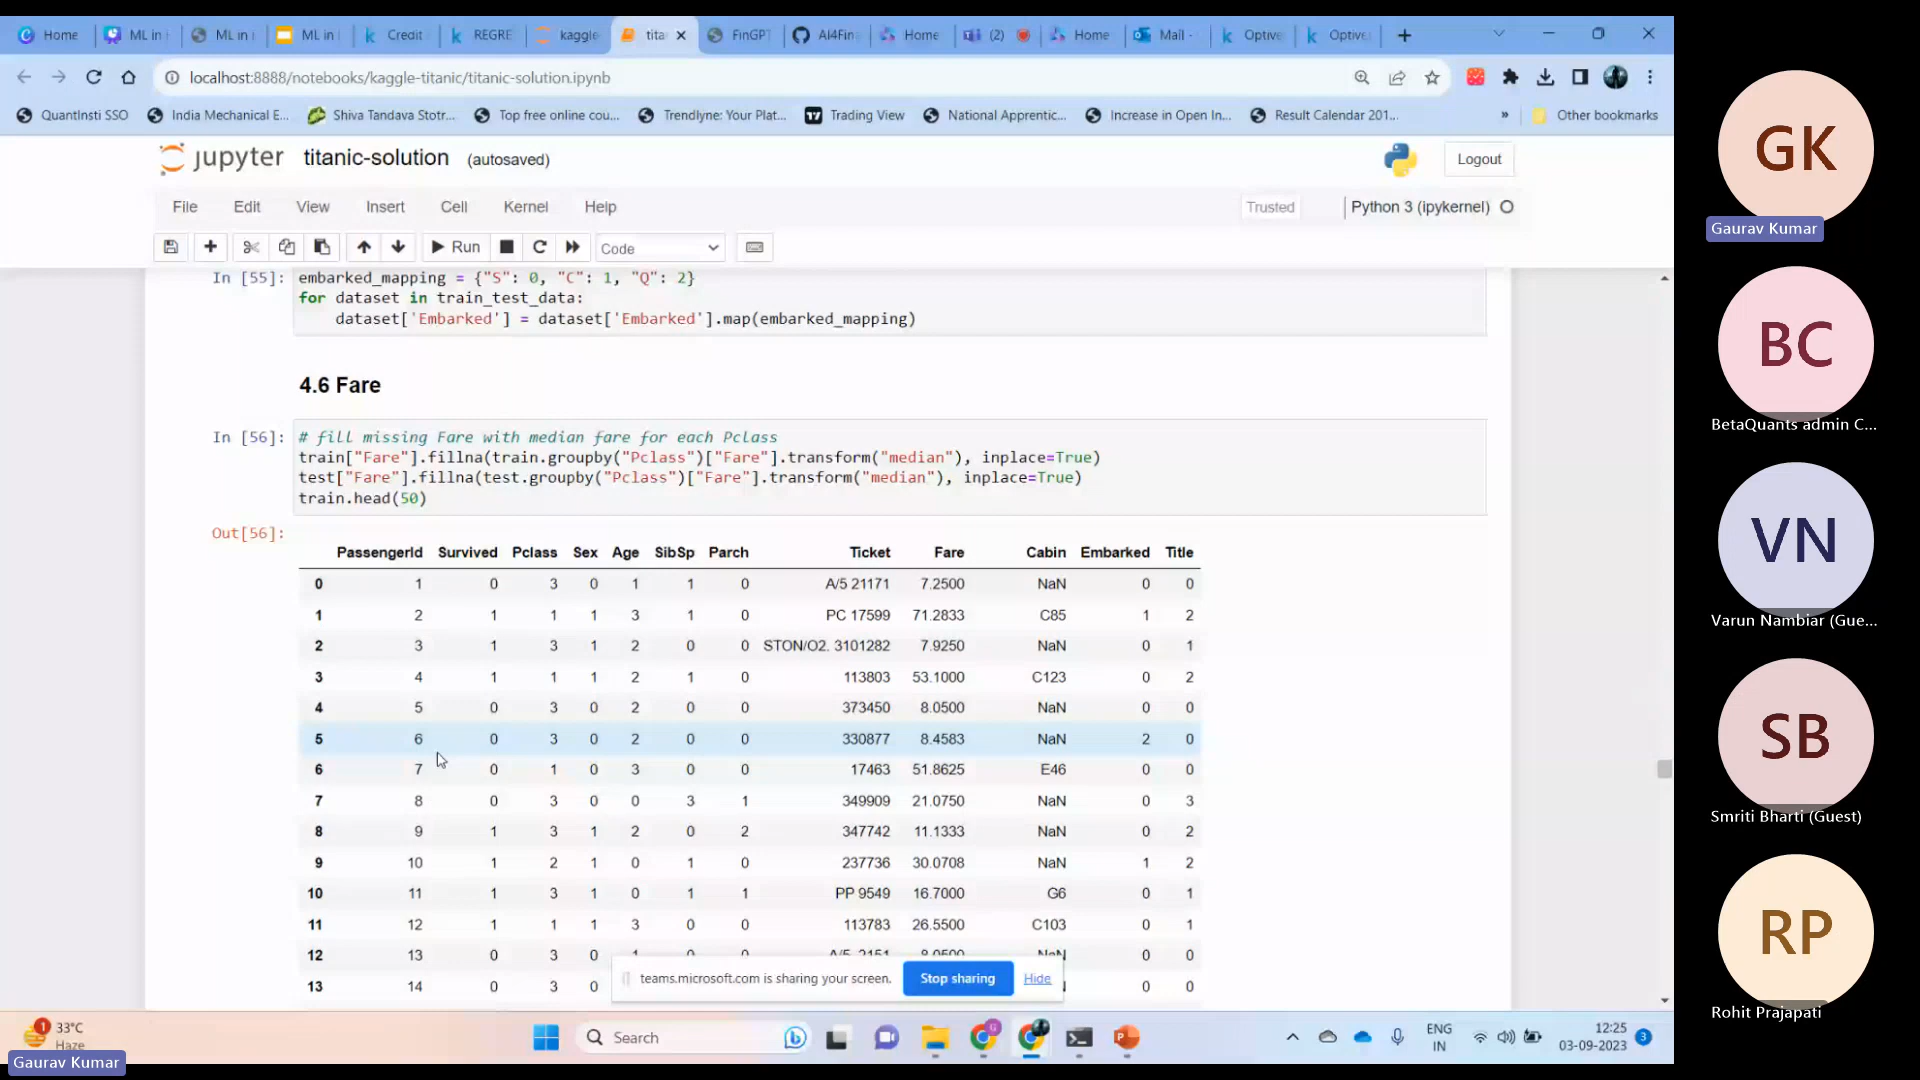 Home ML in ML in ML in Credit REGRE kaggle tita FinGPT AI4Fin Home (2) Home Mail - Optive Optive
localhost:8888/notebooks/kaggle-titanic/titanic-solution.ipynb
QuantInsti SSO India Mechanical E... Shiva Tandava Stotr... Top free online cou... Trendlyne: Your Plat... Trading View National Apprentic... Increase in Open In... Result Calendar 201... » Other bookmarks
jupyter titanic-solution (autosaved) Logout
File Edit View Insert Cell Kernel Help Trusted Python 3 (ipykernel)
Run Code
In [55]: embarked_mapping = {"S": 0, "C": 1, "Q": 2}
for dataset in train_test_data:
dataset['Embarked'] = dataset['Embarked'].map(embarked_mapping)
4.6 Fare
In [56]: # fill missing Fare with median fare for each Pclass
train["Fare"].fillna(train.groupby("Pclass")["Fare"].transform("median"), inplace=True)
test["Fare"].fillna(test.groupby("Pclass")["Fare"].transform("median"), inplace=True)
train.head(50)
Out[56]:
PassengerId Survived Pclass Sex Age SibSp Parch Ticket Fare Cabin Embarked Title
0 1 0 3 0 1 1 0 A/5 21171 7.2500 NaN 0 0
1 2 1 1 1 3 1 0 PC 17599 71.2833 C85 1 2
2 3 1 3 1 2 0 0 STON/O2. 3101282 7.9250 NaN 0 1
3 4 1 1 1 2 1 0 113803 53.1000 C123 0 2
4 5 0 3 0 2 0 0 373450 8.0500 NaN 0 0
5 6 0 3 0 2 0 0 330877 8.4583 NaN 2 0
6 7 0 1 0 3 0 0 17463 51.8625 E46 0 0
7 8 0 3 0 0 3 1 349909 21.0750 NaN 0 3
8 9 1 3 1 2 0 2 347742 11.1333 NaN 0 2
9 10 1 2 1 0 1 0 237736 30.0708 NaN 1 2
10 11 1 3 1 0 1 1 PP 9549 16.7000 G6 0 1
11 12 1 1 1 3 0 0 113783 26.5500 C103 0 1
12 13 0 3 0 1 0 0 A/5. 2151 8.0500 NaN 0 0
13 14 0 3 0 0 0
teams.microsoft.com is sharing your screen. Stop sharing Hide
1 33°C
Haze
Search
ENG
IN
12:25
03-09-2023
3
Gaurav Kumar
GK
Gaurav Kumar
BC
BetaQuants admin C...
VN
Varun Nambiar (Gue...
SB
Smriti Bharti (Guest)
RP
Rohit Prajapati